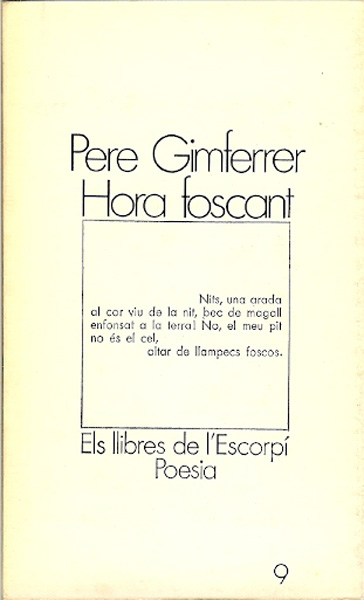 Pere Gimferrer
Hora foscant
Nits, una arada
al cor viu de la nit, bec de magall
enfonsat a la terra! No, el meu pit
no és el cel,
altar de llampecs foscos.
Els llibres de l'Escorpí
Poesia
9